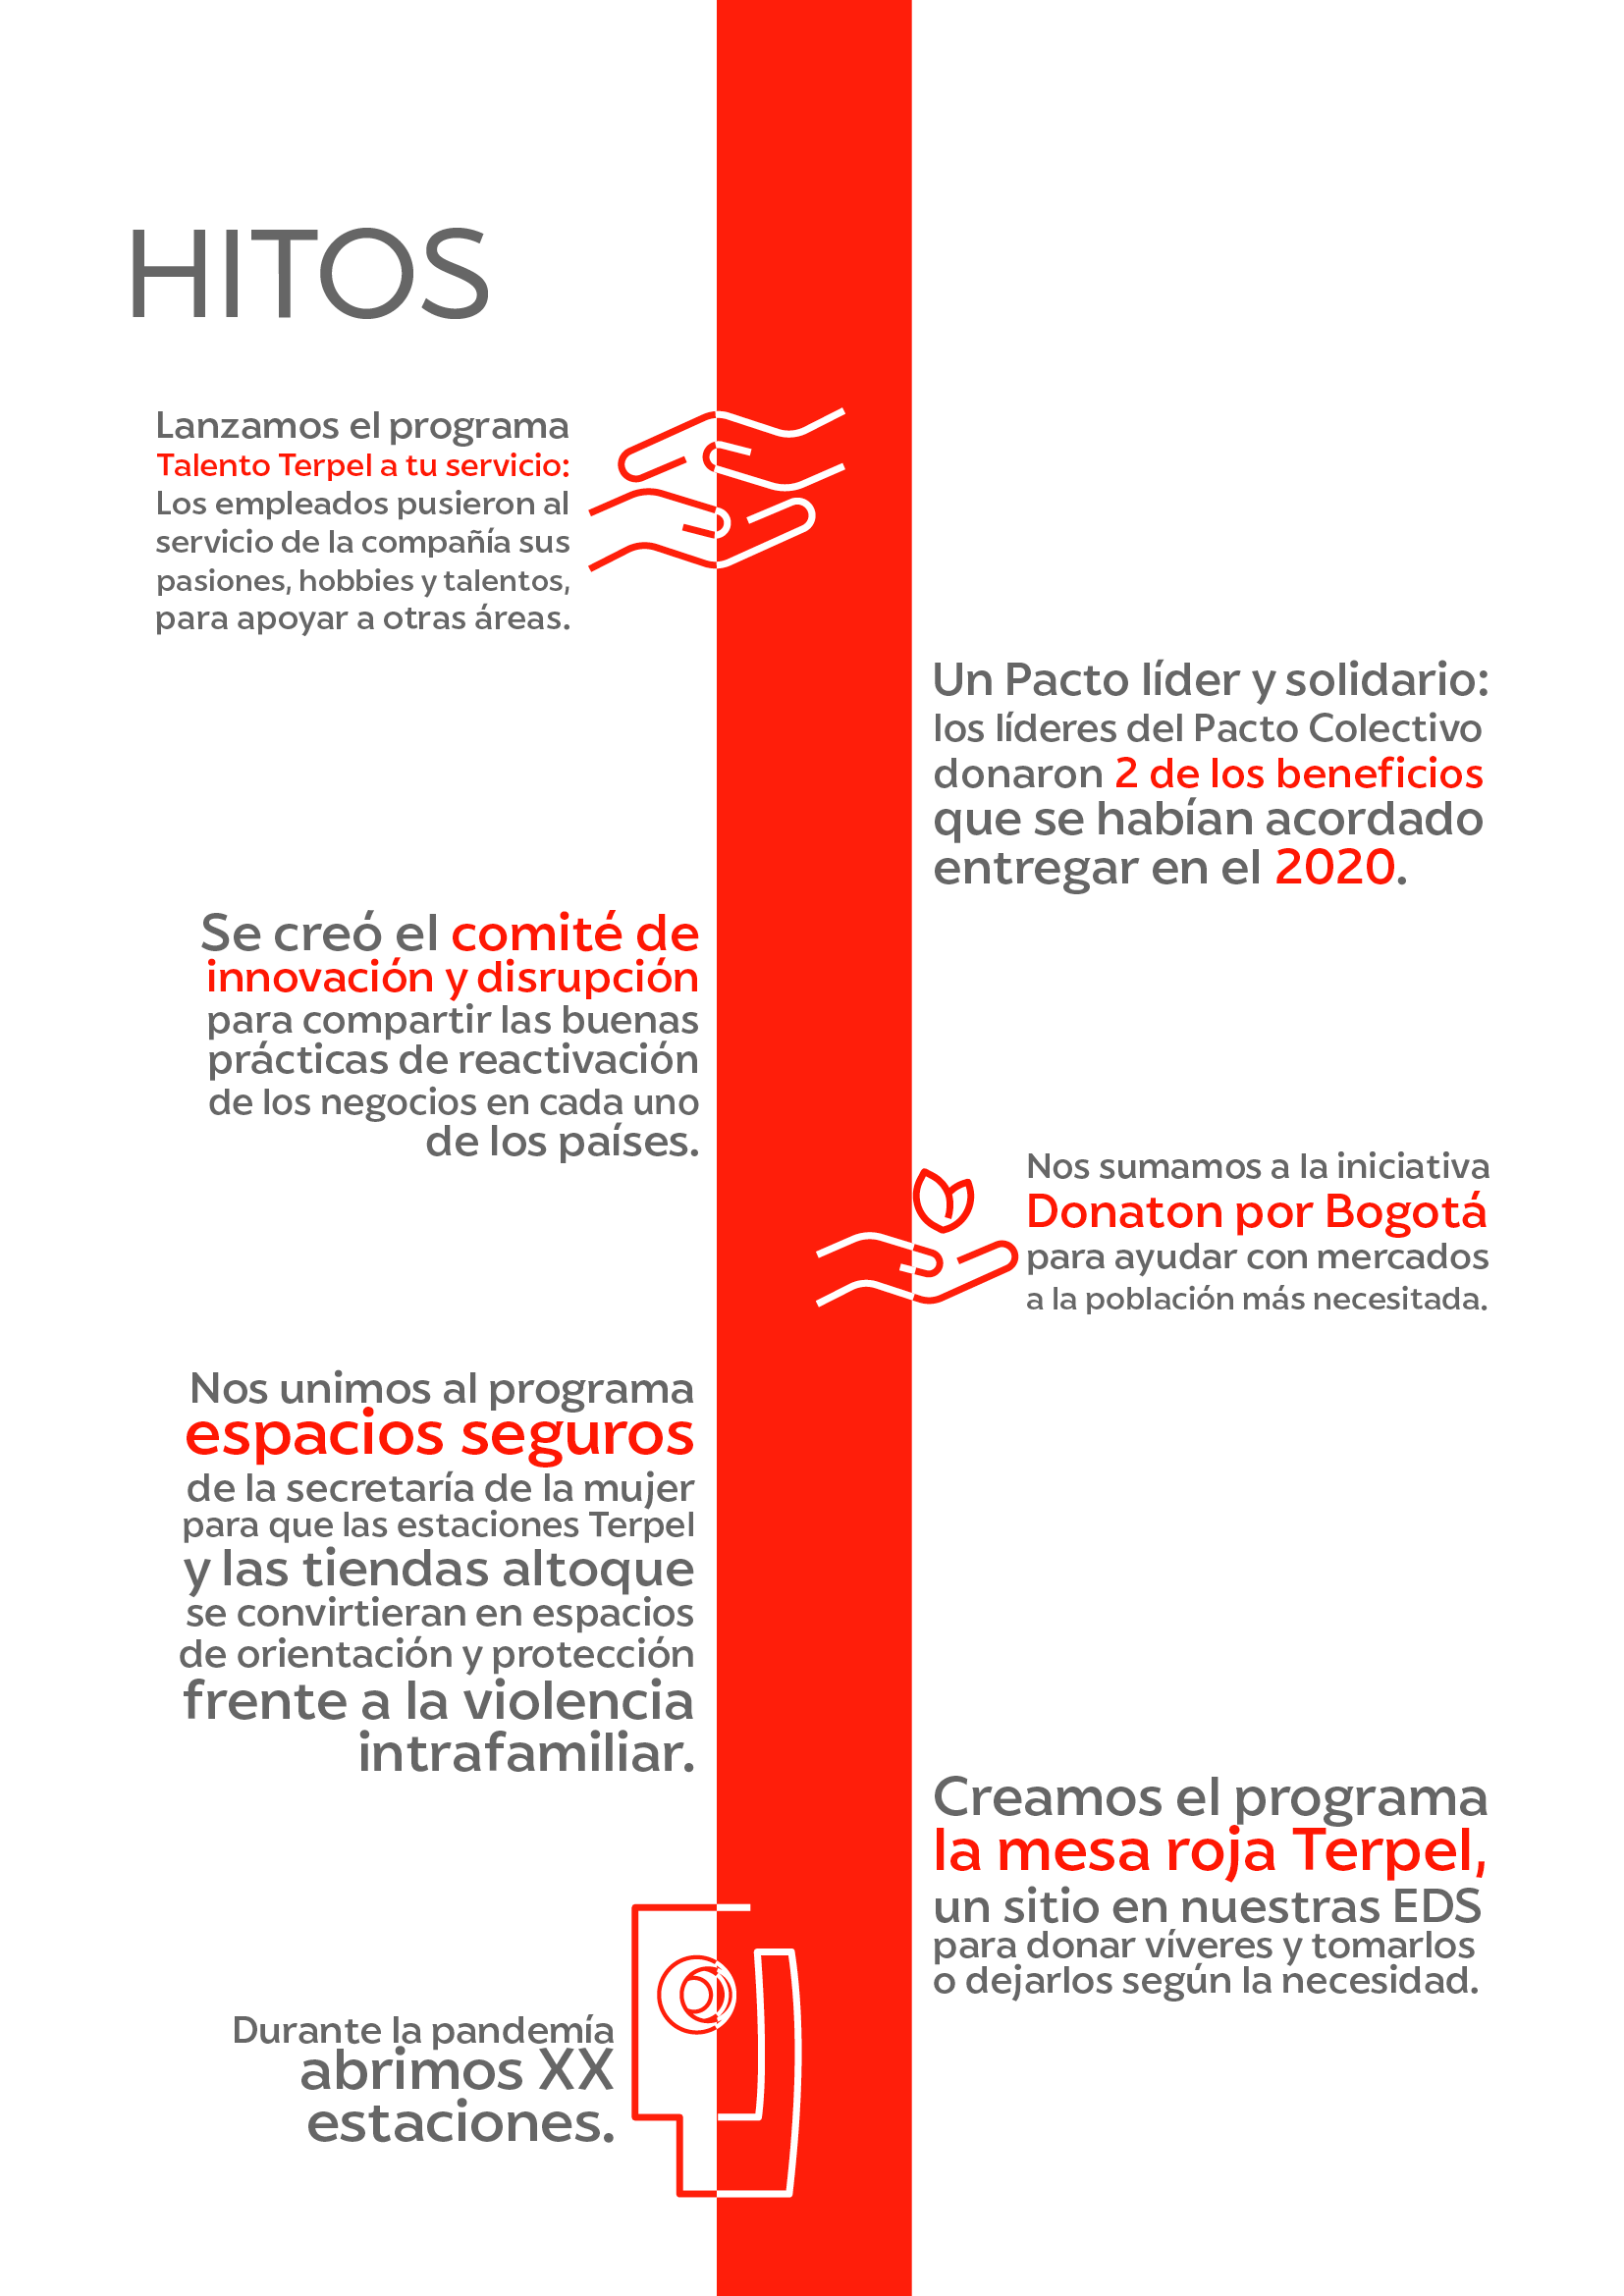 HITOS
Lanzamos el programa
Talento Terpel a tu servicio:
Los empleados pusieron al
servicio de la compañía sus
pasiones, hobbies y talentos,
para apoyar a otras áreas.
Un Pacto líder y solidario:
los líderes del Pacto Colectivo
donaron 2 de los beneficios
que se habían acordado
entregar en el 2020.
Se creó el comité de
innovación y disrupción
para compartir las buenas
prácticas de reactivación
de los negocios en cada uno
de los países.
Nos sumamos a la iniciativa
Donaton por Bogotá
para ayudar con mercados
a la población más necesitada.
Nos unimos al programa
espacios seguros
de la secretaría de la mujer
para que las estaciones Terpel
y las tiendas altoque
se convirtieran en espacios
de orientación y protección
frente a la violencia
intrafamiliar.
Creamos el programa
la mesa roja Terpel,
un sitio en nuestras EDS
para donar víveres y tomarlos
o dejarlos según la necesidad.
Durante la pandemía
abrimos XX
estaciones.